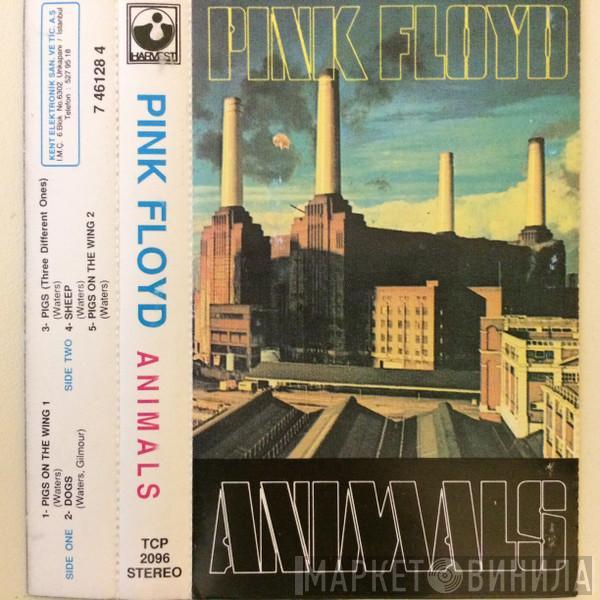 KENT ELEKTRONİK SAN. VE TİC. A.S
I.M.Ç. 6.Blok No.6302 Unkapanı / İstanbul
Telefon : 527 95 18
7 46128 4
SIDE ONE
1- PIGS ON THE WING 1
(Waters)
2- DOGS
(Waters, Gilmour)
SIDE TWO
3- PIGS (Three Different Ones)
(Waters)
4- SHEEP
(Waters)
5- PIGS ON THE WING 2
(Waters)
HARVEST
PINK FLOYD ANIMALS
TCP
2096
STEREO
PINK FLOYD
ANIMALS
МАРКЕТ ВИНИЛА